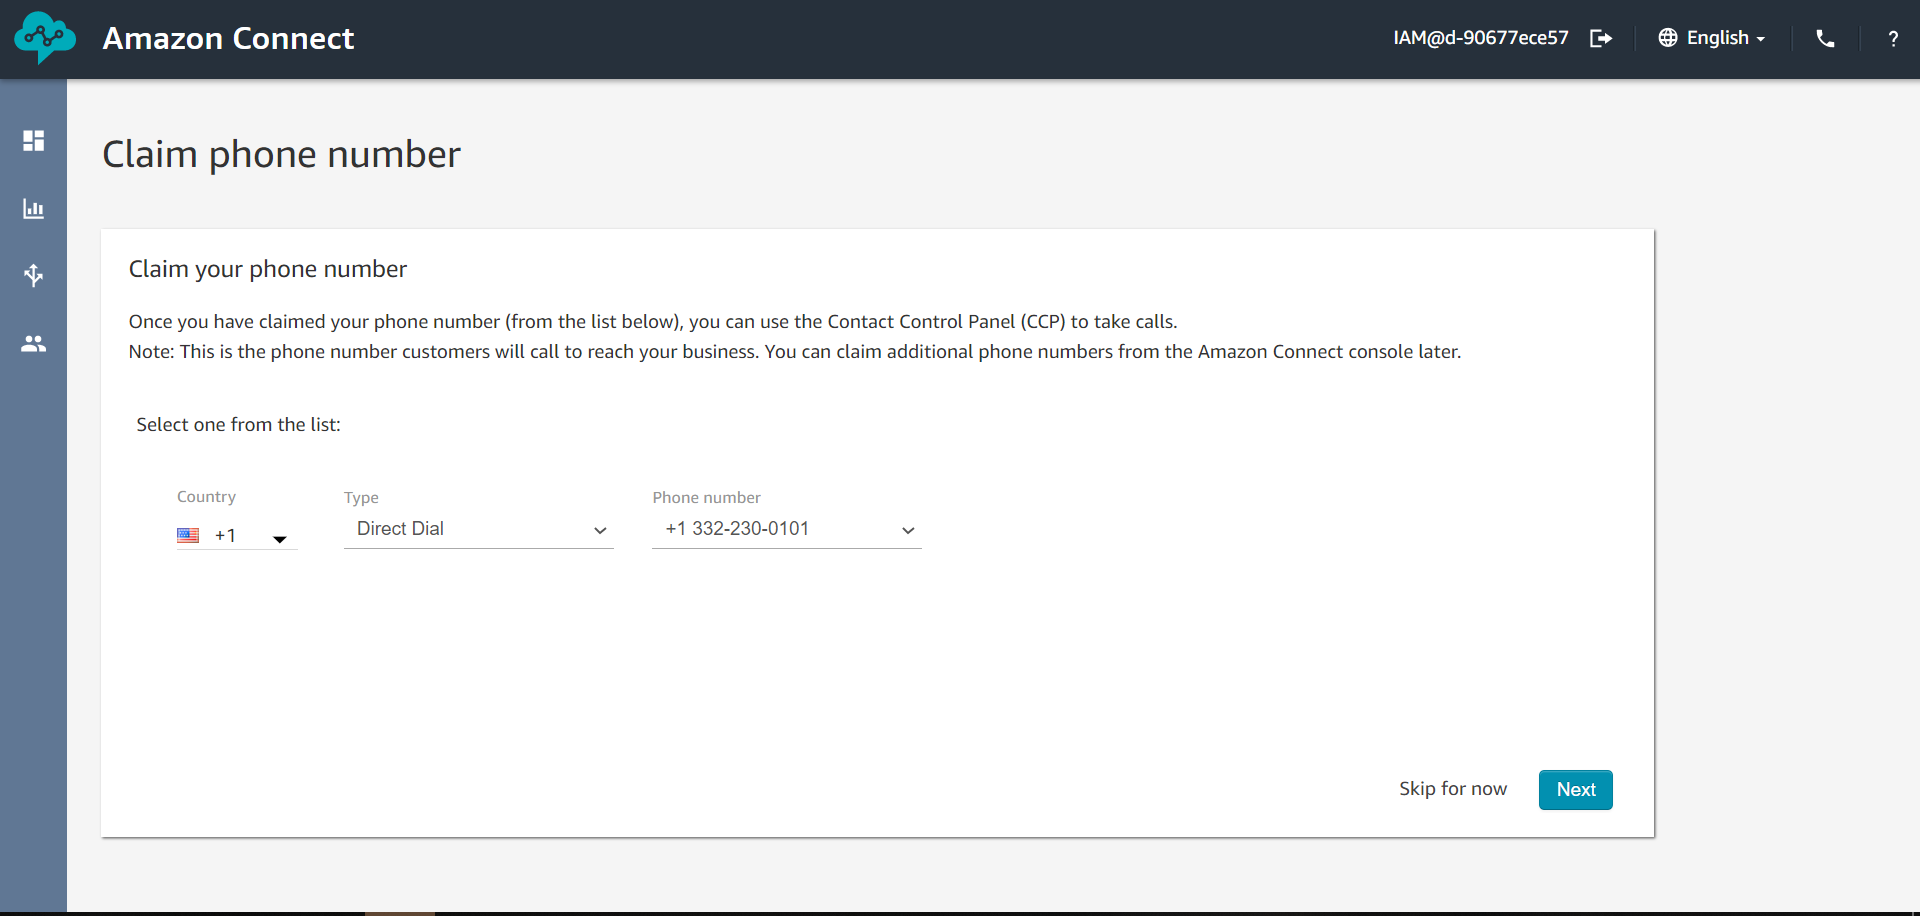 Amazon Connect
IAM@d-90677ece57
English
?
Claim phone number
Claim your phone number
Once you have claimed your phone number (from the list below), you can use the Contact Control Panel (CCP) to take calls.
Note: This is the phone number customers will call to reach your business. You can claim additional phone numbers from the Amazon Connect console later.
Select one from the list:
Country
Type
Phone number
+1
Direct Dial
+1 332-230-0101
Skip for now
Next